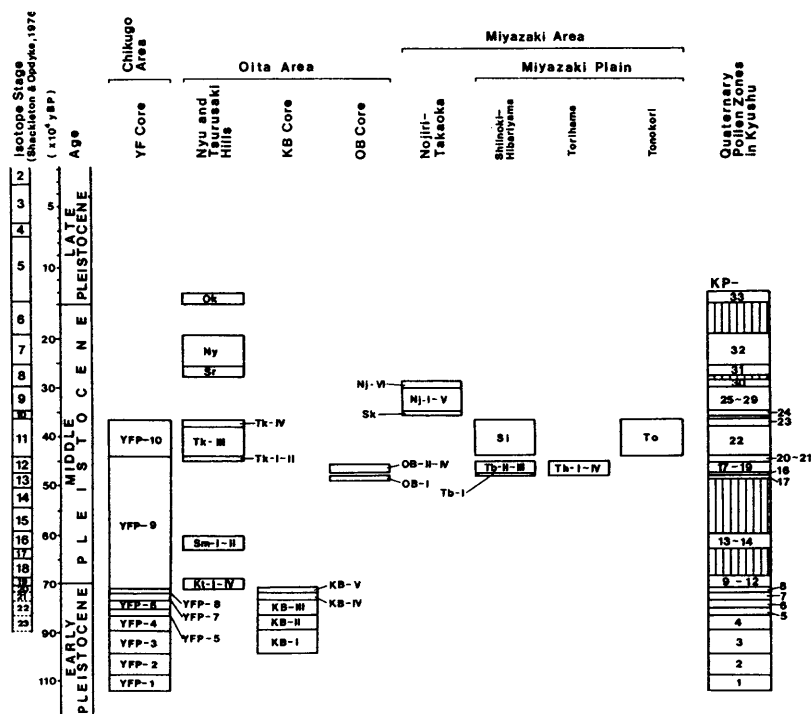 Isotope Stage
(Shackleton & Opdyke, 1976)
(×10⁴ yBP)
Age
Chikugo
Area
YF Core
Oita Area
Nyu and
Tsurusaki
Hills
KB Core
OB Core
Miyazaki Area
Nojiri-
Takaoka
Miyazaki Plain
Shiinoki-
Hibariyama
Torihama
Tonokori
Quaternary
Pollen Zones
in Kyushu
2
3
4
5
6
7
8
9
10
11
12
13
14
15
16
17
18
19
22
23
5
10
20
30
40
50
60
70
90
110
LATE
PLEISTOCENE
MIDDLE
PLEISTOCENE
EARLY
PLEISTOCENE
YFP-10
YFP-9
YFP-8
YFP-7
YFP-6
YFP-5
YFP-4
YFP-3
YFP-2
YFP-1
Ok
Ny
Sr
Tk-IV
Tk-III
Tk-I~II
Sm-I~II
Kt-I~IV
KB-V
KB-IV
KB-III
KB-II
KB-I
OB-II~IV
OB-I
Nj-VI
Nj-I~V
Sk
Si
Tb-II~III
Tb-I
Th-I~IV
To
KP-
33
32
31
30
25~29
24
23
22
20~21
17~19
16
17
13~14
9~12
8
7
6
5
4
3
2
1